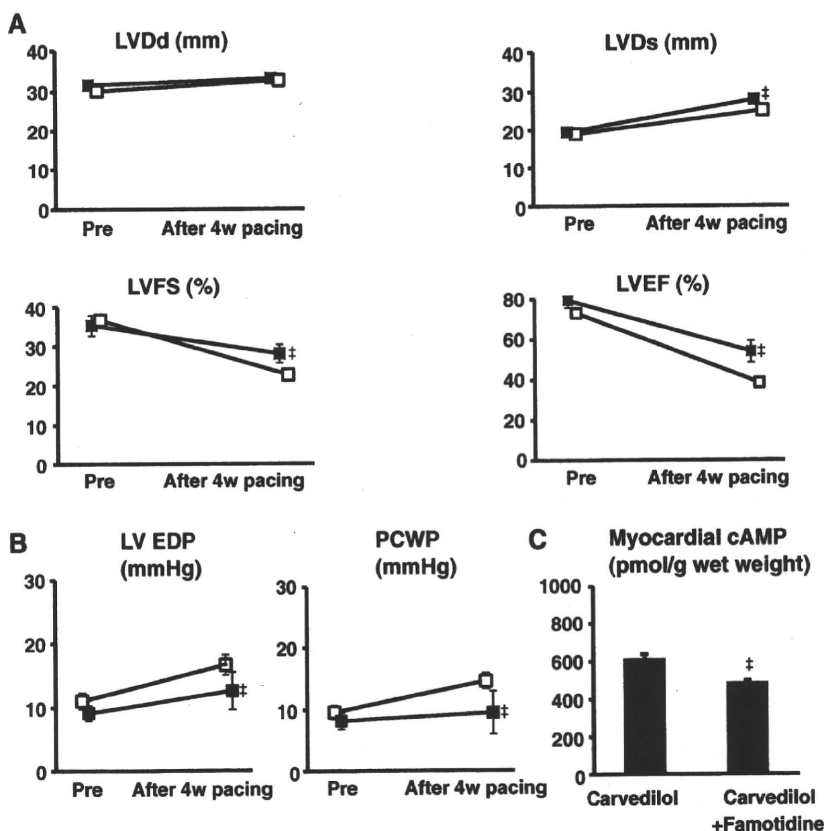 A
LVDd (mm)
40
30
20
10
0
Pre After 4w pacing
LVDs (mm)
40
30
20
10
0
‡
Pre After 4w pacing
LVFS (%)
40
30
20
10
0
‡
Pre After 4w pacing
LVEF (%)
80
60
40
20
0
‡
Pre After 4w pacing
B
LV EDP
(mmHg)
30
20
10
0
‡
Pre After 4w pacing
PCWP
(mmHg)
30
20
10
0
‡
Pre After 4w pacing
C
Myocardial cAMP
(pmol/g wet weight)
1000
800
600
400
200
0
‡
Carvedilol Carvedilol
+Famotidine